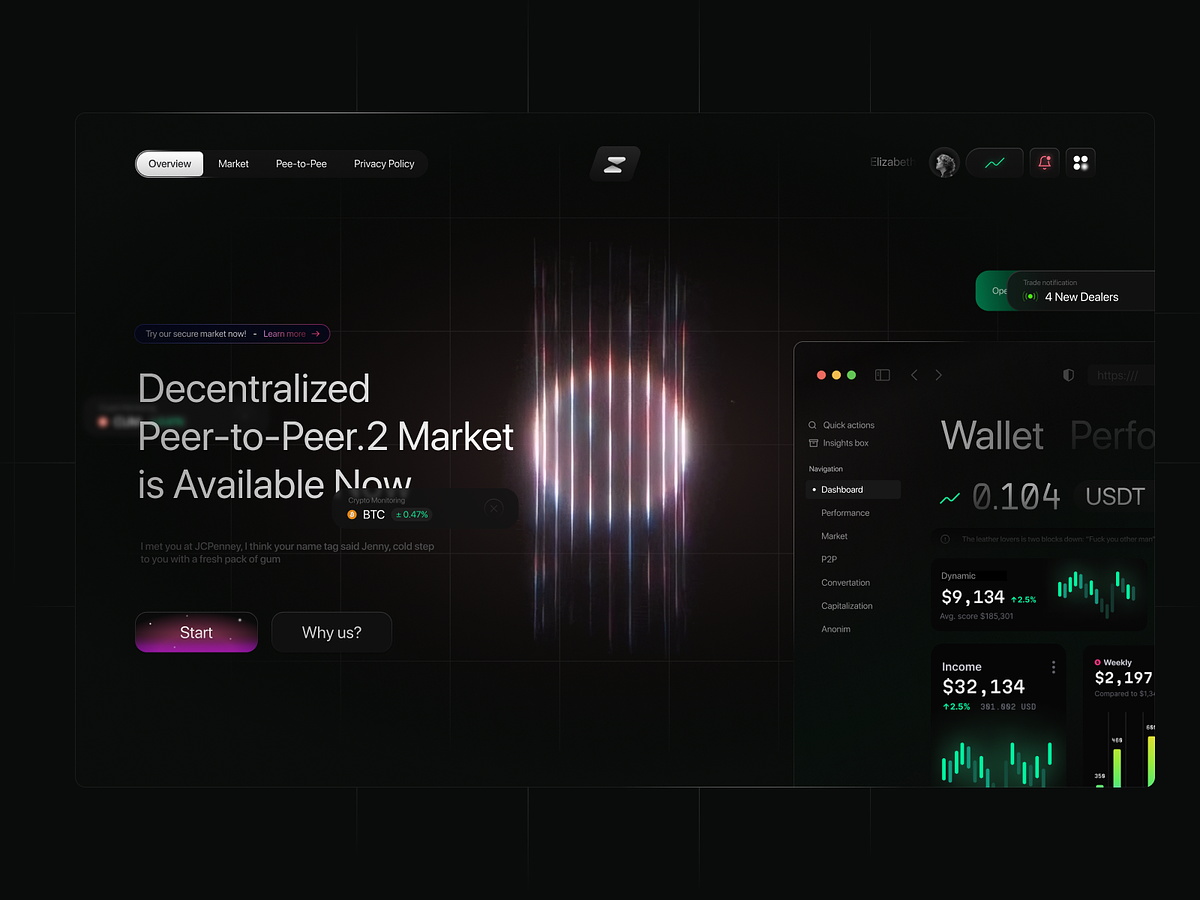 Overview
Market
Pee-to-Pee
Privacy Policy
Elizabeth
Trade notification
Ope
4 New Dealers
Try our secure market now! - Learn more →
Decentralized
Peer-to-Peer.2 Market
is Available Now
Crypto Monitoring
BTC ± 0.47%
I met you at JCPenney, I think your name tag said Jenny, cold step
to you with a fresh pack of gum
Start
Why us?
https:///
Quick actions
Insights box
Navigation
Dashboard
Performance
Market
P2P
Convertation
Capitalization
Anonim
Wallet Perfo
0.104 USDT
The leather lovers is two blocks down: "Fuck you other man"
Dynamic
$9,134 ↑2.5%
Avg. score $185,301
Income
$32,134
↑2.5% 301.002 USD
Weekly
$2,197
Compared to $1,3
350
460